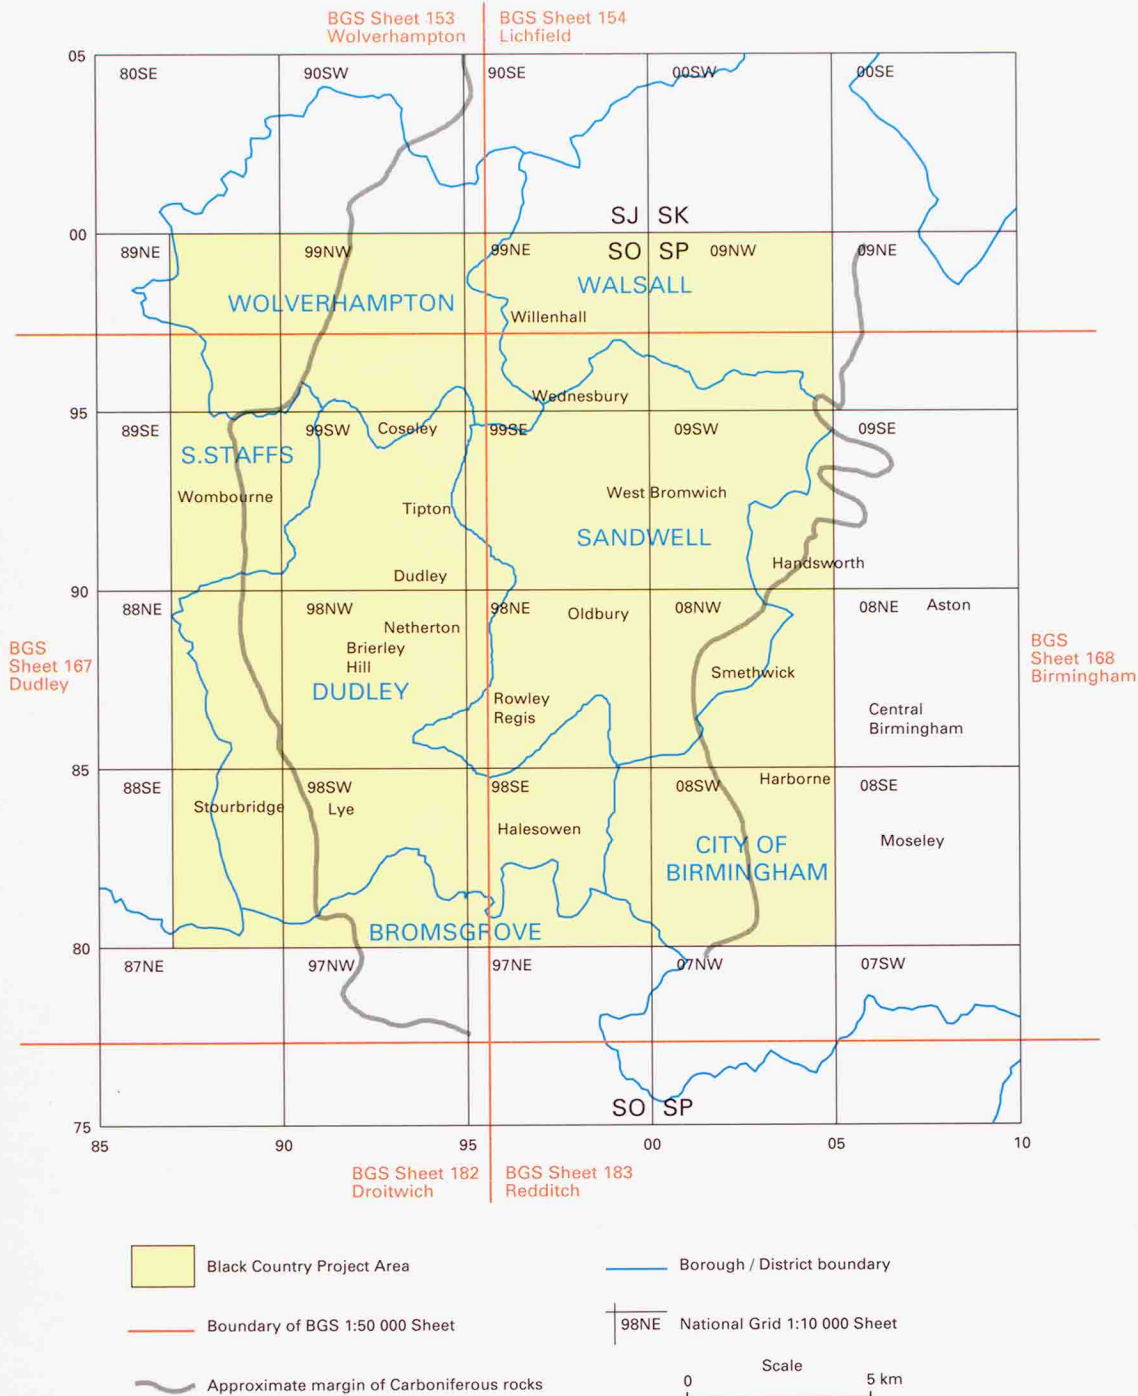 BGS Sheet 153
Wolverhampton
BGS Sheet 154
Lichfield
05
80SE
90SW
90SE
00SW
00SE
SJ SK
00
89NE
99NW
99NE
SO SP
09NW
09NE
WOLVERHAMPTON
WALSALL
Willenhall
Wednesbury
95
89SE
99SW
Coseley
99SE
09SW
09SE
S.STAFFS
Wombourne
Tipton
West Bromwich
SANDWELL
Handsworth
Dudley
90
88NE
98NW
98NE
Oldbury
08NW
08NE
Aston
Netherton
Brierley
Hill
DUDLEY
BGS
Sheet 167
Dudley
BGS
Sheet 168
Birmingham
Smethwick
Rowley
Regis
Central
Birmingham
85
88SE
98SW
98SE
08SW
Harborne
08SE
Stourbridge
Lye
Halesowen
CITY OF
BIRMINGHAM
Moseley
BROMSGFOVE
80
87NE
97NW
97NE
07NW
07SW
SO SP
75
85
90
95
00
05
10
BGS Sheet 182
Droitwich
BGS Sheet 183
Redditch
Black Country Project Area
Borough / District boundary
Boundary of BGS 1:50 000 Sheet
98NE
National Grid 1:10 000 Sheet
Approximate margin of Carboniferous rocks
Scale
0
5 km